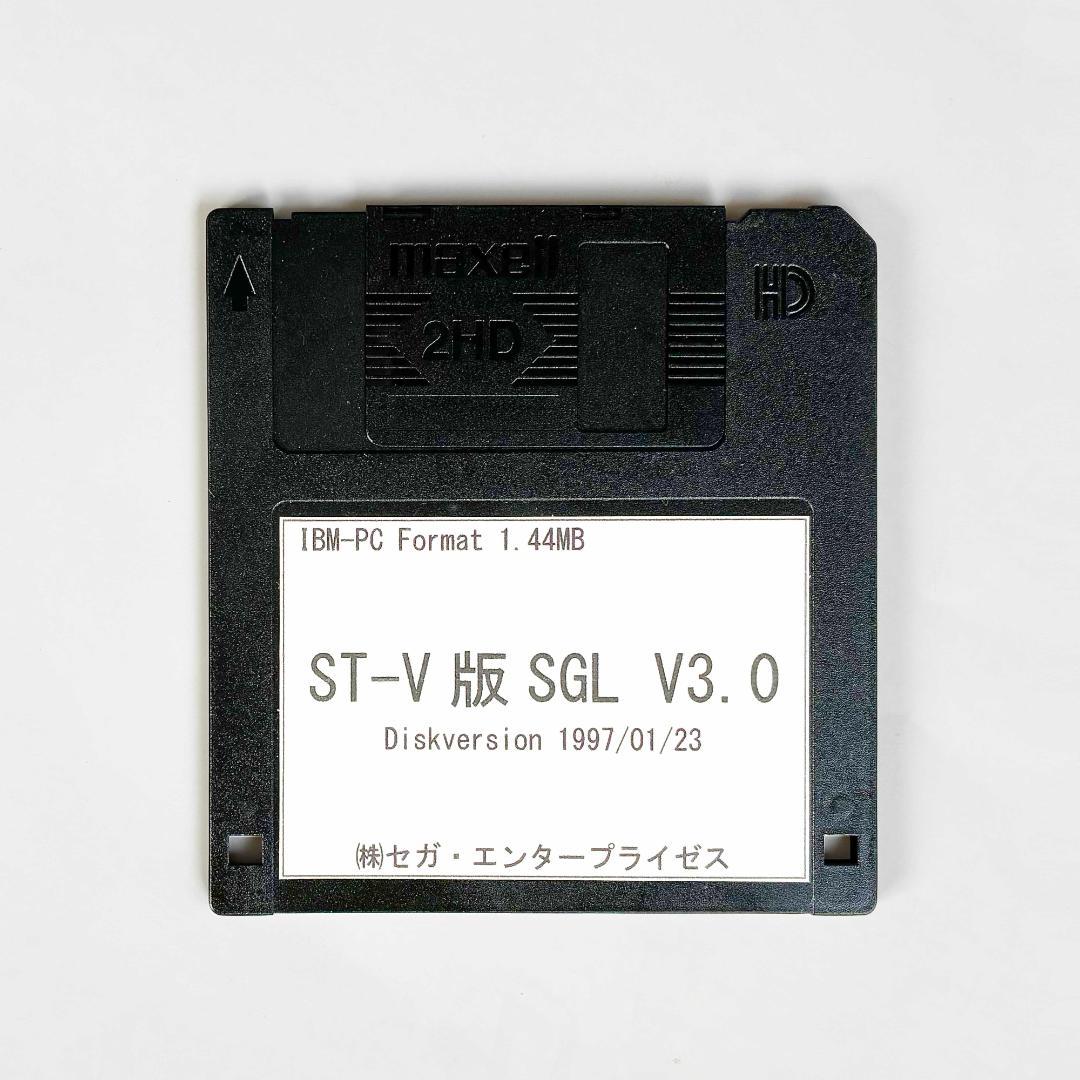 maxell
HD
2HD
IBM-PC Format 1.44MB
ST-V 版 SGL V3.0
Diskversion 1997/01/23
㈱セガ・エンタープライゼス